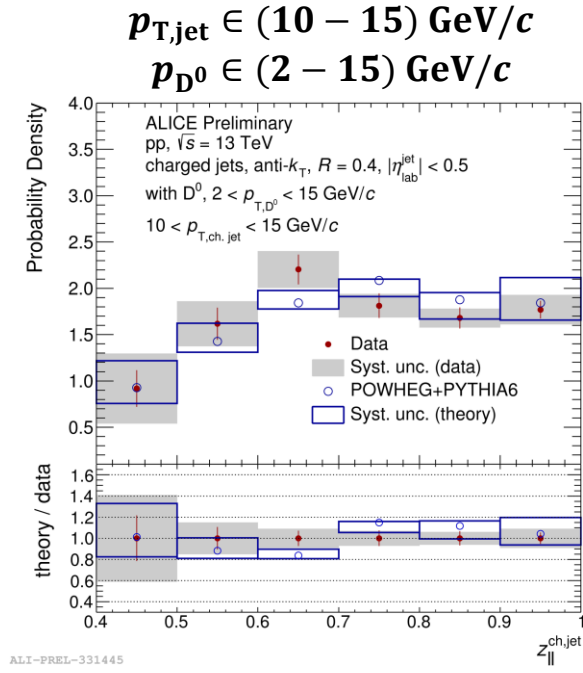 p_T,jet ∈ (10 − 15) GeV/c
p_D⁰ ∈ (2 − 15) GeV/c
4.0
3.5
3.0
2.5
2.0
1.5
1.0
0.5
Probability Density
ALICE Preliminary
pp, √s = 13 TeV
charged jets, anti-k_T, R = 0.4, |η_lab^jet| < 0.5
with D⁰, 2 < p_T,D⁰ < 15 GeV/c
10 < p_T,ch. jet < 15 GeV/c
Data
Syst. unc. (data)
POWHEG+PYTHIA6
Syst. unc. (theory)
1.6
1.4
1.2
1.0
0.8
0.6
0.4
theory / data
0.4 0.5 0.6 0.7 0.8 0.9 1
z_||^ch,jet
ALI-PREL-331445